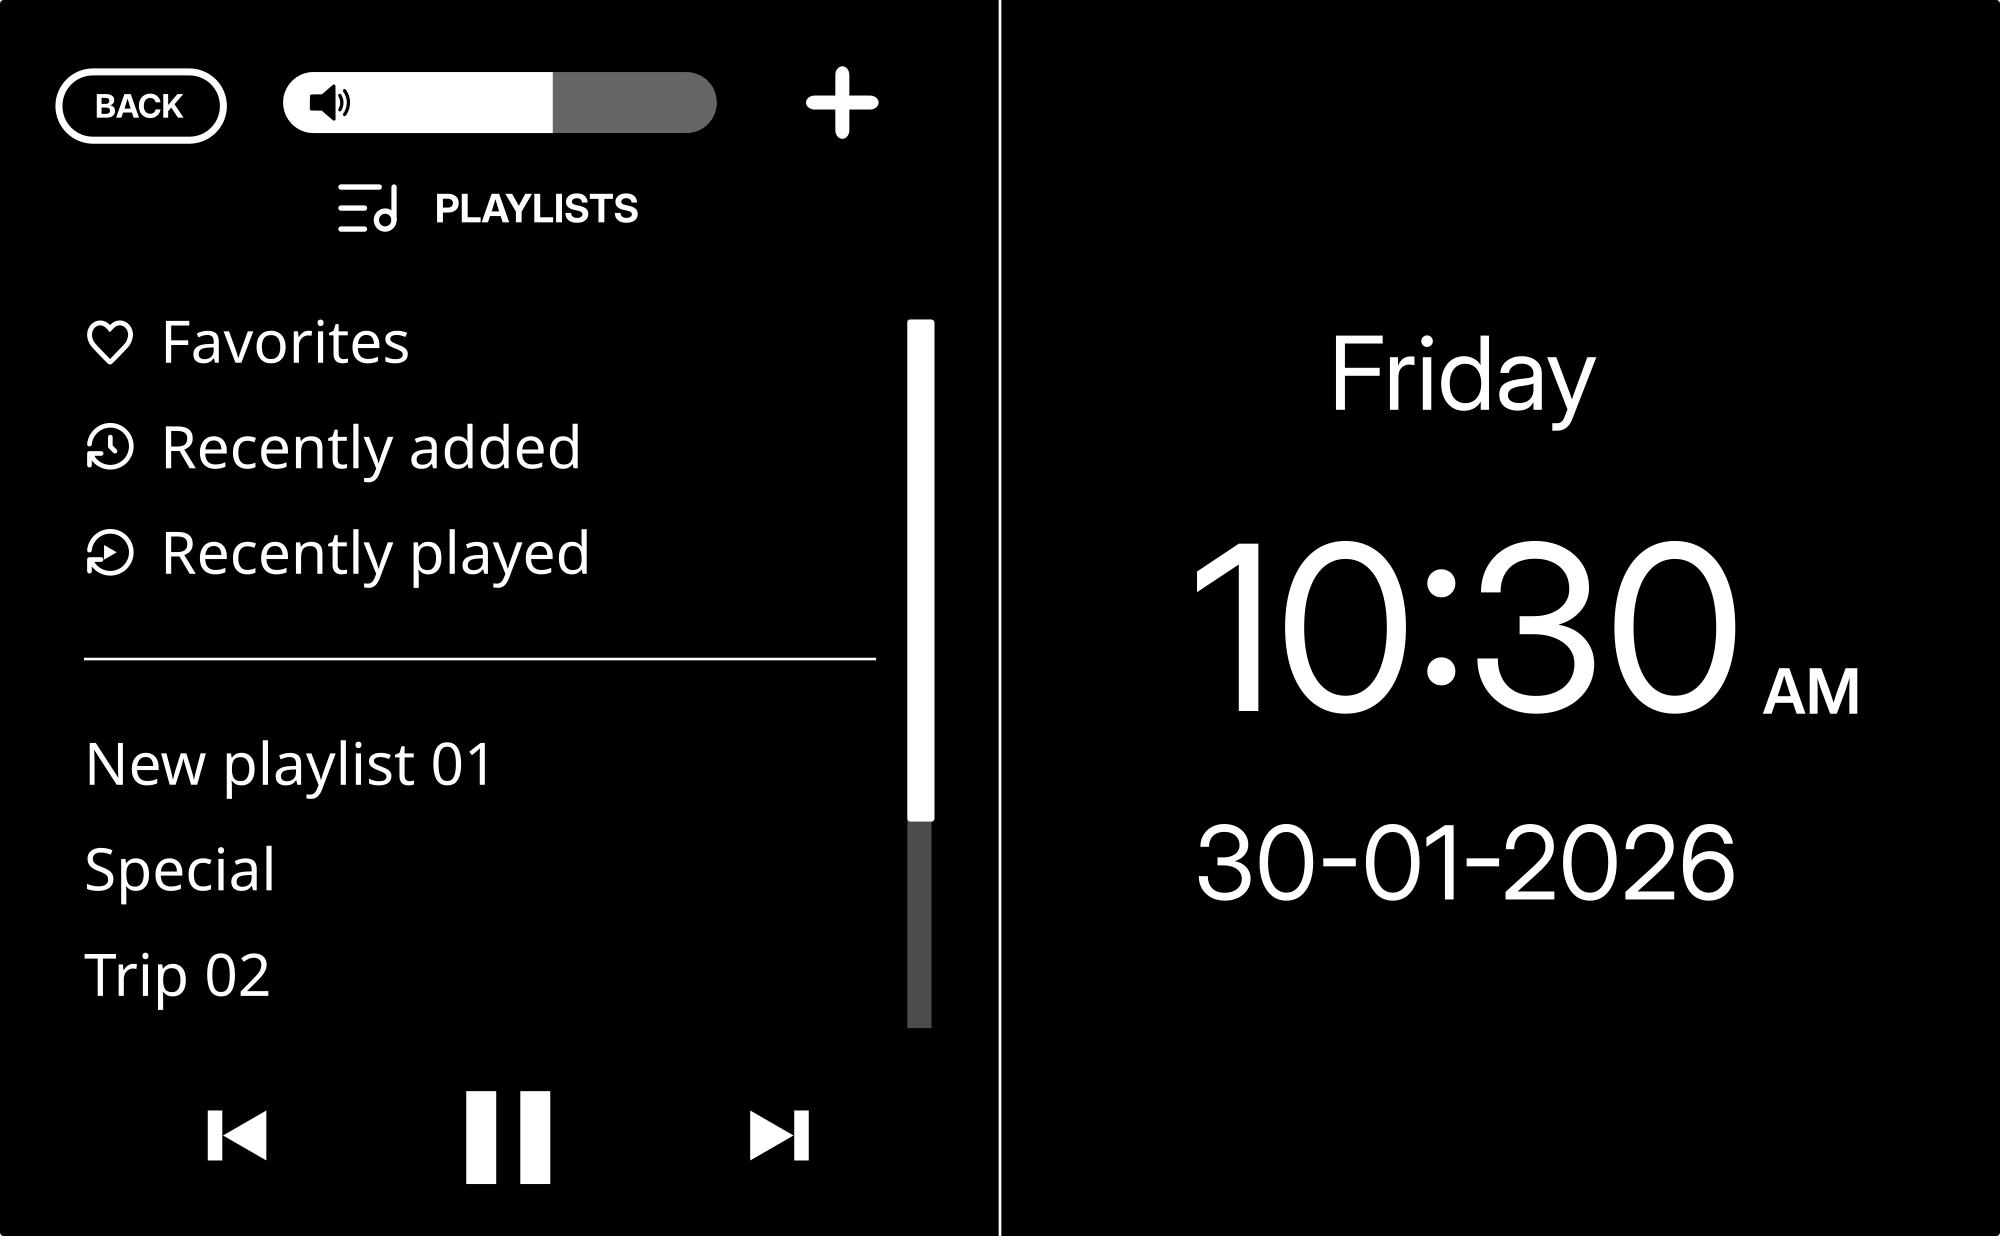 BACK
PLAYLISTS
Favorites
Recently added
Recently played
New playlist 01
Special
Trip 02
Friday
10:30 AM
30-01-2026